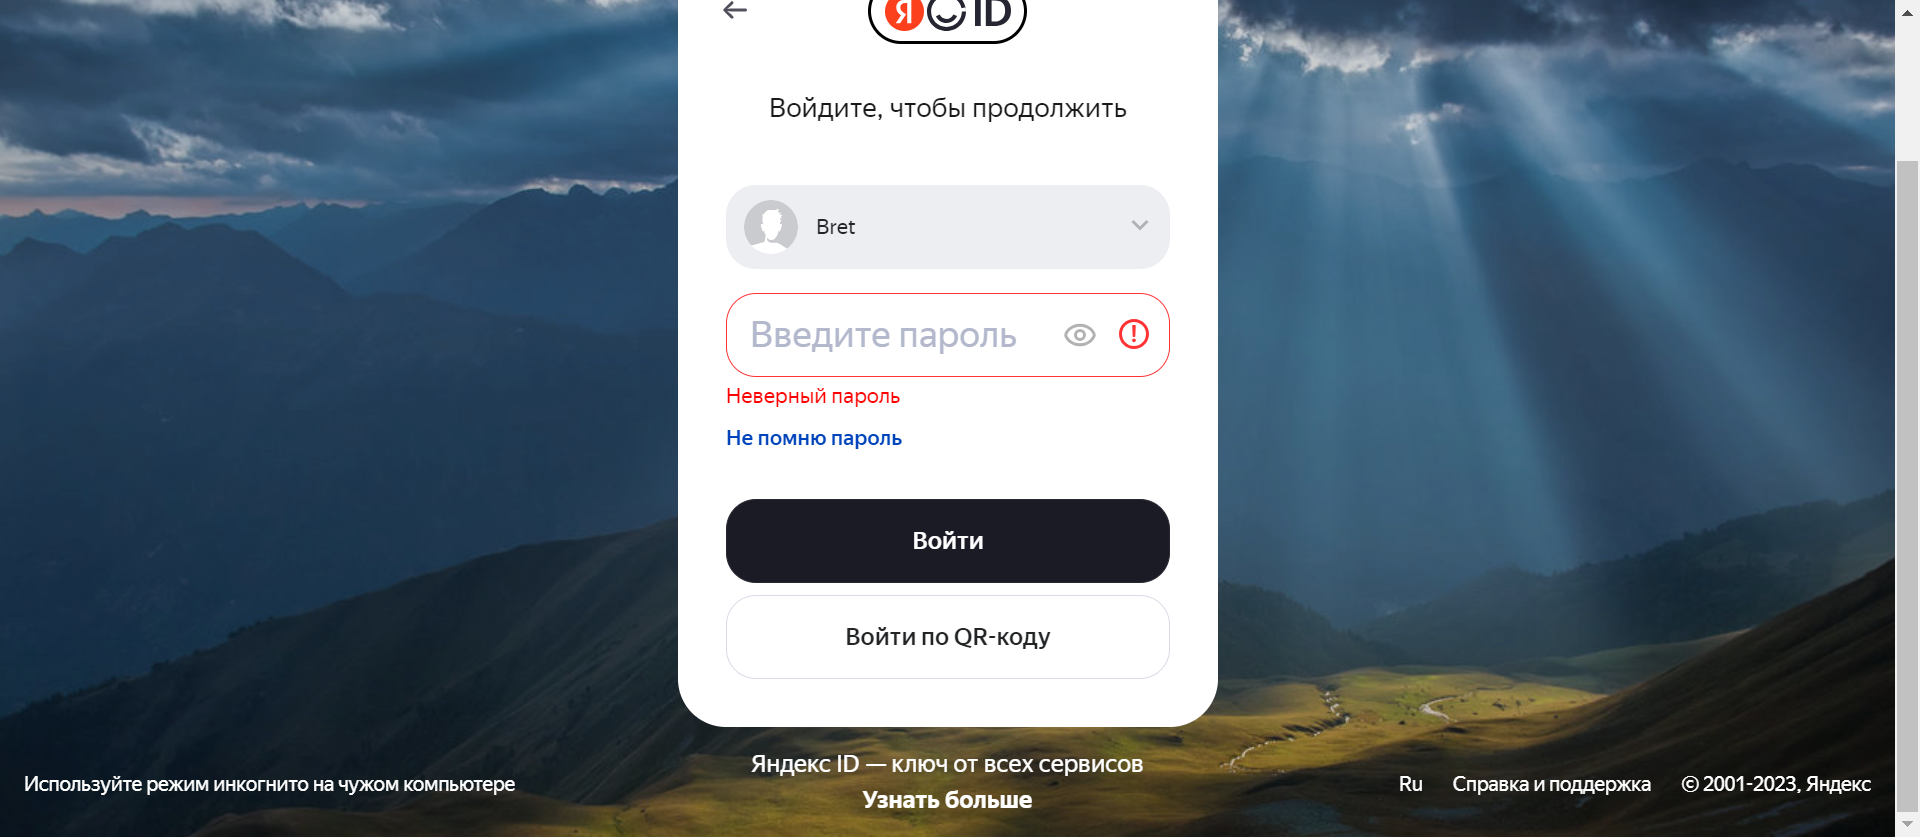 Я ID
Войдите, чтобы продолжить
Bret
Введите пароль
Неверный пароль
Не помню пароль
Войти
Войти по QR-коду
Яндекс ID — ключ от всех сервисов
Узнать больше
Используйте режим инкогнито на чужом компьютере
Ru
Справка и поддержка
© 2001-2023, Яндекс